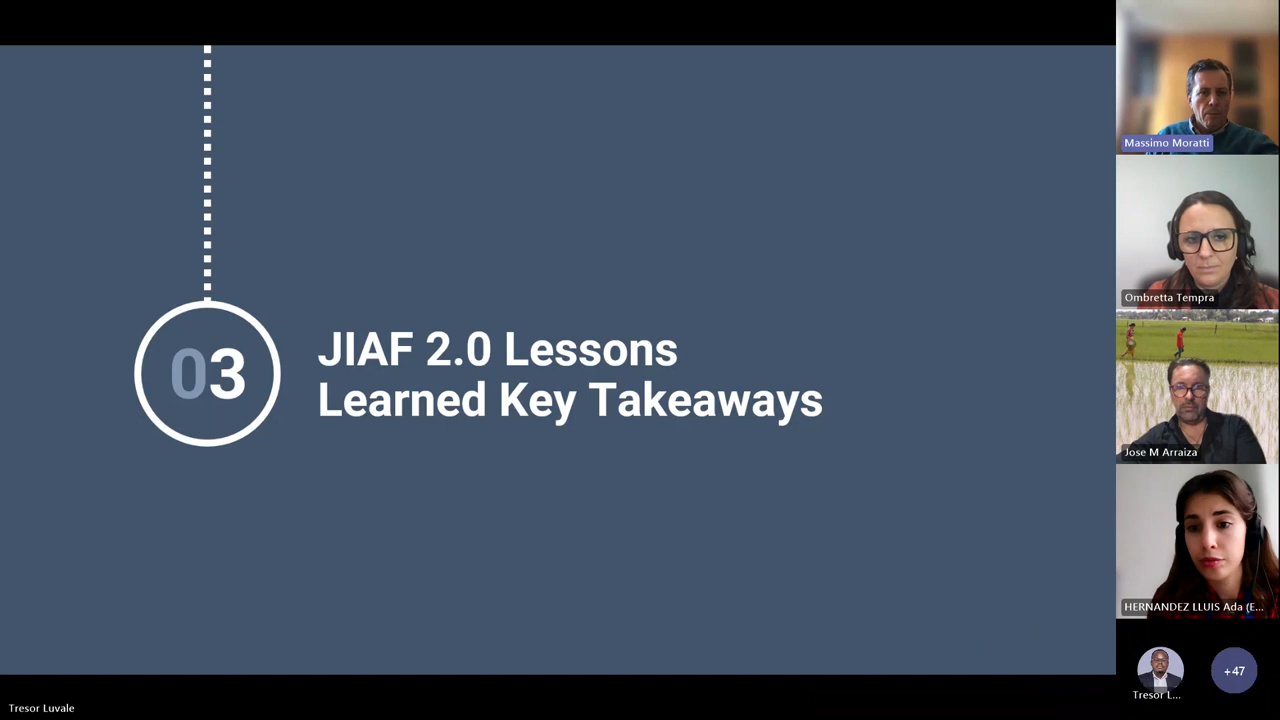 03
JIAF 2.0 Lessons
Learned Key Takeaways
Massimo Moratti
Ombretta Tempra
Jose M Arraiza
HERNANDEZ LLUIS Ada (E...
Tresor L...
+47
Tresor Luvale